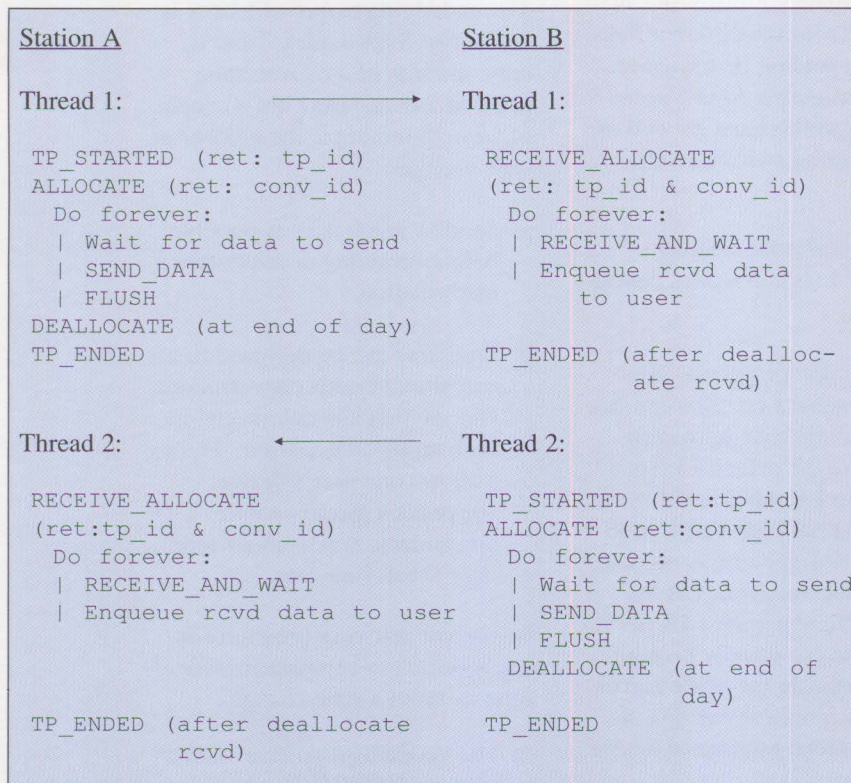 Station A
Station B
Thread 1:
Thread 1:
TP_STARTED (ret: tp_id)
ALLOCATE (ret: conv_id)
Do forever:
| Wait for data to send
| SEND_DATA
| FLUSH
DEALLOCATE (at end of day)
TP_ENDED
RECEIVE_ALLOCATE
(ret: tp_id & conv_id)
Do forever:
| RECEIVE_AND_WAIT
| Enqueue rcvd data
to user
TP_ENDED (after dealloc-
ate rcvd)
Thread 2:
Thread 2:
RECEIVE_ALLOCATE
(ret:tp_id & conv_id)
Do forever:
| RECEIVE_AND_WAIT
| Enqueue rcvd data to user
TP_ENDED (after deallocate
rcvd)
TP_STARTED (ret:tp_id)
ALLOCATE (ret:conv_id)
Do forever:
| Wait for data to send
| SEND_DATA
| FLUSH
DEALLOCATE (at end of
day)
TP_ENDED